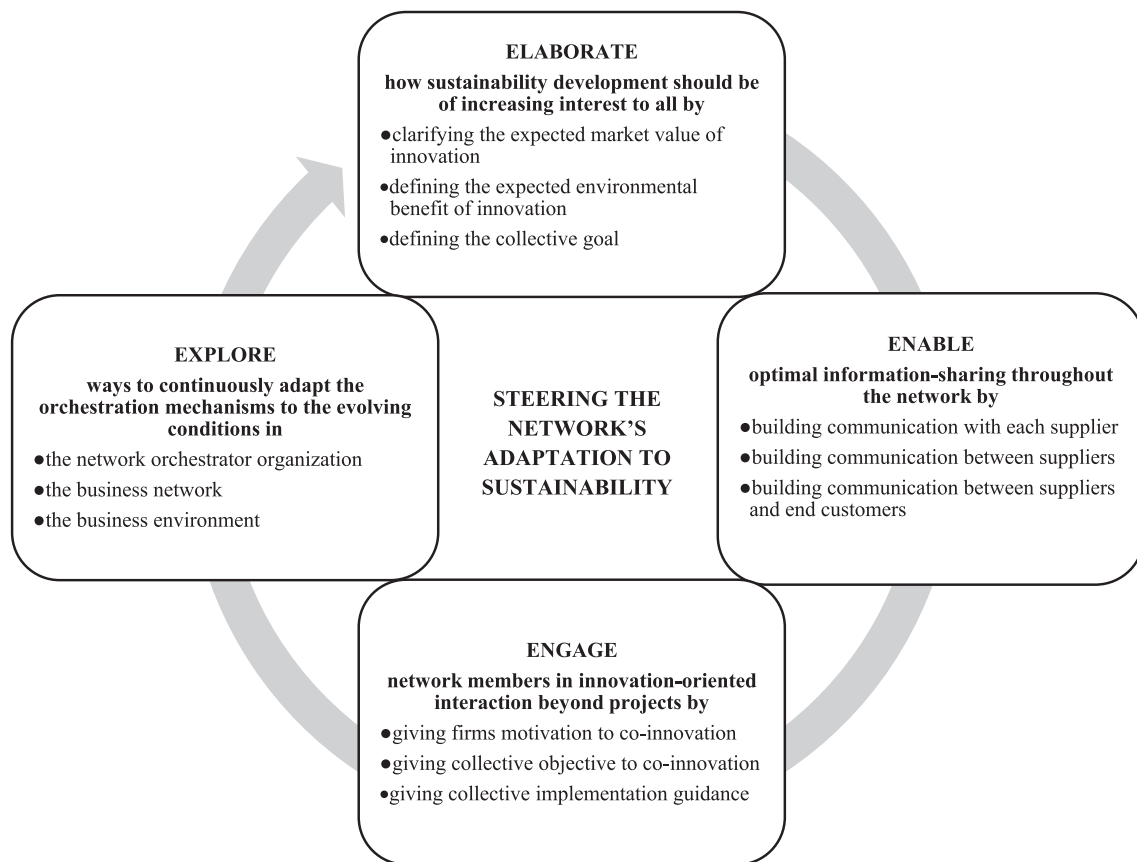 ELABORATE
how sustainability development should be
of increasing interest to all by
●clarifying the expected market value of
innovation
●defining the expected environmental
benefit of innovation
●defining the collective goal
EXPLORE
ways to continuously adapt the
orchestration mechanisms to the evolving
conditions in
●the network orchestrator organization
●the business network
●the business environment
STEERING THE
NETWORK’S
ADAPTATION TO
SUSTAINABILITY
ENABLE
optimal information-sharing throughout
the network by
●building communication with each supplier
●building communication between suppliers
●building communication between suppliers
and end customers
ENGAGE
network members in innovation-oriented
interaction beyond projects by
●giving firms motivation to co-innovation
●giving collective objective to co-innovation
●giving collective implementation guidance